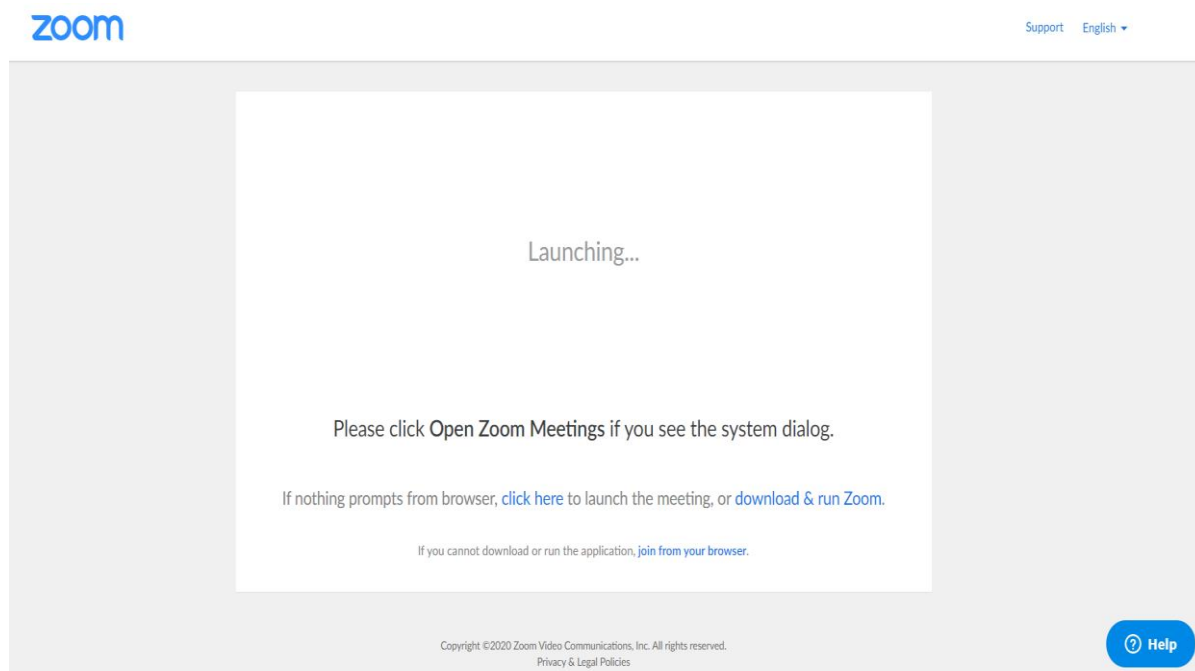 zoom
Support English
Launching...
Please click Open Zoom Meetings if you see the system dialog.
If nothing prompts from browser, click here to launch the meeting, or download & run Zoom.
If you cannot download or run the application, join from your browser.
Copyright ©2020 Zoom Video Communications, Inc. All rights reserved.
Privacy & Legal Policies
? Help